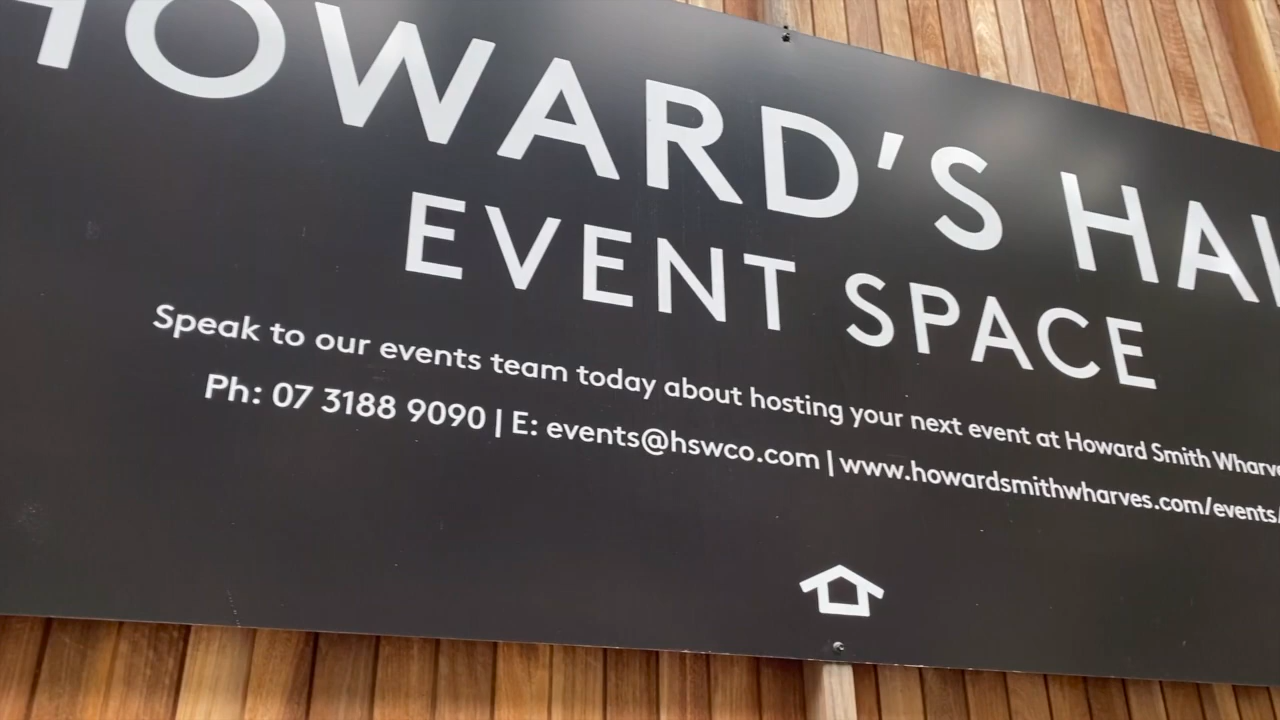 HOWARD'S HA
EVENT SPACE
Speak to our events team today about hosting your next event at Howard Smith Wharve
Ph: 07 3188 9090 | E: events@hswco.com | www.howardsmithwharves.com/events/